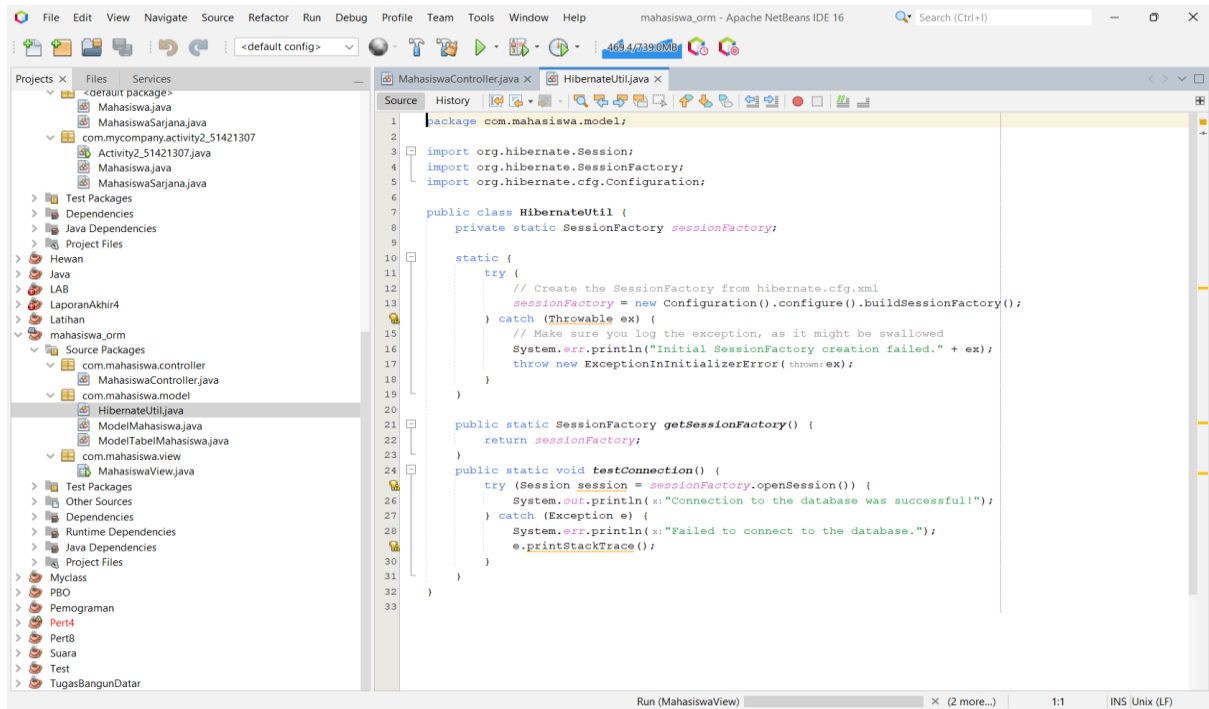 File Edit View Navigate Source Refactor Run Debug Profile Team Tools Window Help mahasiswa_orm - Apache NetBeans IDE 16 Search (Ctrl+I)
<default config> 469.4/739.0MB
Projects Files Services
<default package>
Mahasiswa.java
MahasiswaSarjana.java
com.mycompany.activity2_51421307
Activity2_51421307.java
Mahasiswa.java
MahasiswaSarjana.java
Test Packages
Dependencies
Java Dependencies
Project Files
Hewan
Java
LAB
LaporanAkhir4
Latihan
mahasiswa_orm
Source Packages
com.mahasiswa.controller
MahasiswaController.java
com.mahasiswa.model
HibernateUtil.java
ModelMahasiswa.java
ModelTabelMahasiswa.java
com.mahasiswa.view
MahasiswaView.java
Test Packages
Other Sources
Dependencies
Runtime Dependencies
Java Dependencies
Project Files
Myclass
PBO
Pemograman
Pert4
Pert8
Suara
Test
TugasBangunDatar
MahasiswaController.java HibernateUtil.java
Source History
1 package com.mahasiswa.model;
2
3 import org.hibernate.Session;
4 import org.hibernate.SessionFactory;
5 import org.hibernate.cfg.Configuration;
6
7 public class HibernateUtil {
8 private static SessionFactory sessionFactory;
9
10 static {
11 try {
12 // Create the SessionFactory from hibernate.cfg.xml
13 sessionFactory = new Configuration().configure().buildSessionFactory();
} catch (Throwable ex) {
15 // Make sure you log the exception, as it might be swallowed
16 System.err.println("Initial SessionFactory creation failed." + ex);
17 throw new ExceptionInInitializerError( thrown: ex);
18 }
19 }
20
21 public static SessionFactory getSessionFactory() {
22 return sessionFactory;
23 }
24 public static void testConnection() {
try (Session session = sessionFactory.openSession()) {
26 System.out.println( x: "Connection to the database was successful!");
27 } catch (Exception e) {
28 System.err.println( x: "Failed to connect to the database.");
e.printStackTrace();
30 }
31 }
32 }
33
Run (MahasiswaView) (2 more...) 1:1 INS Unix (LF)